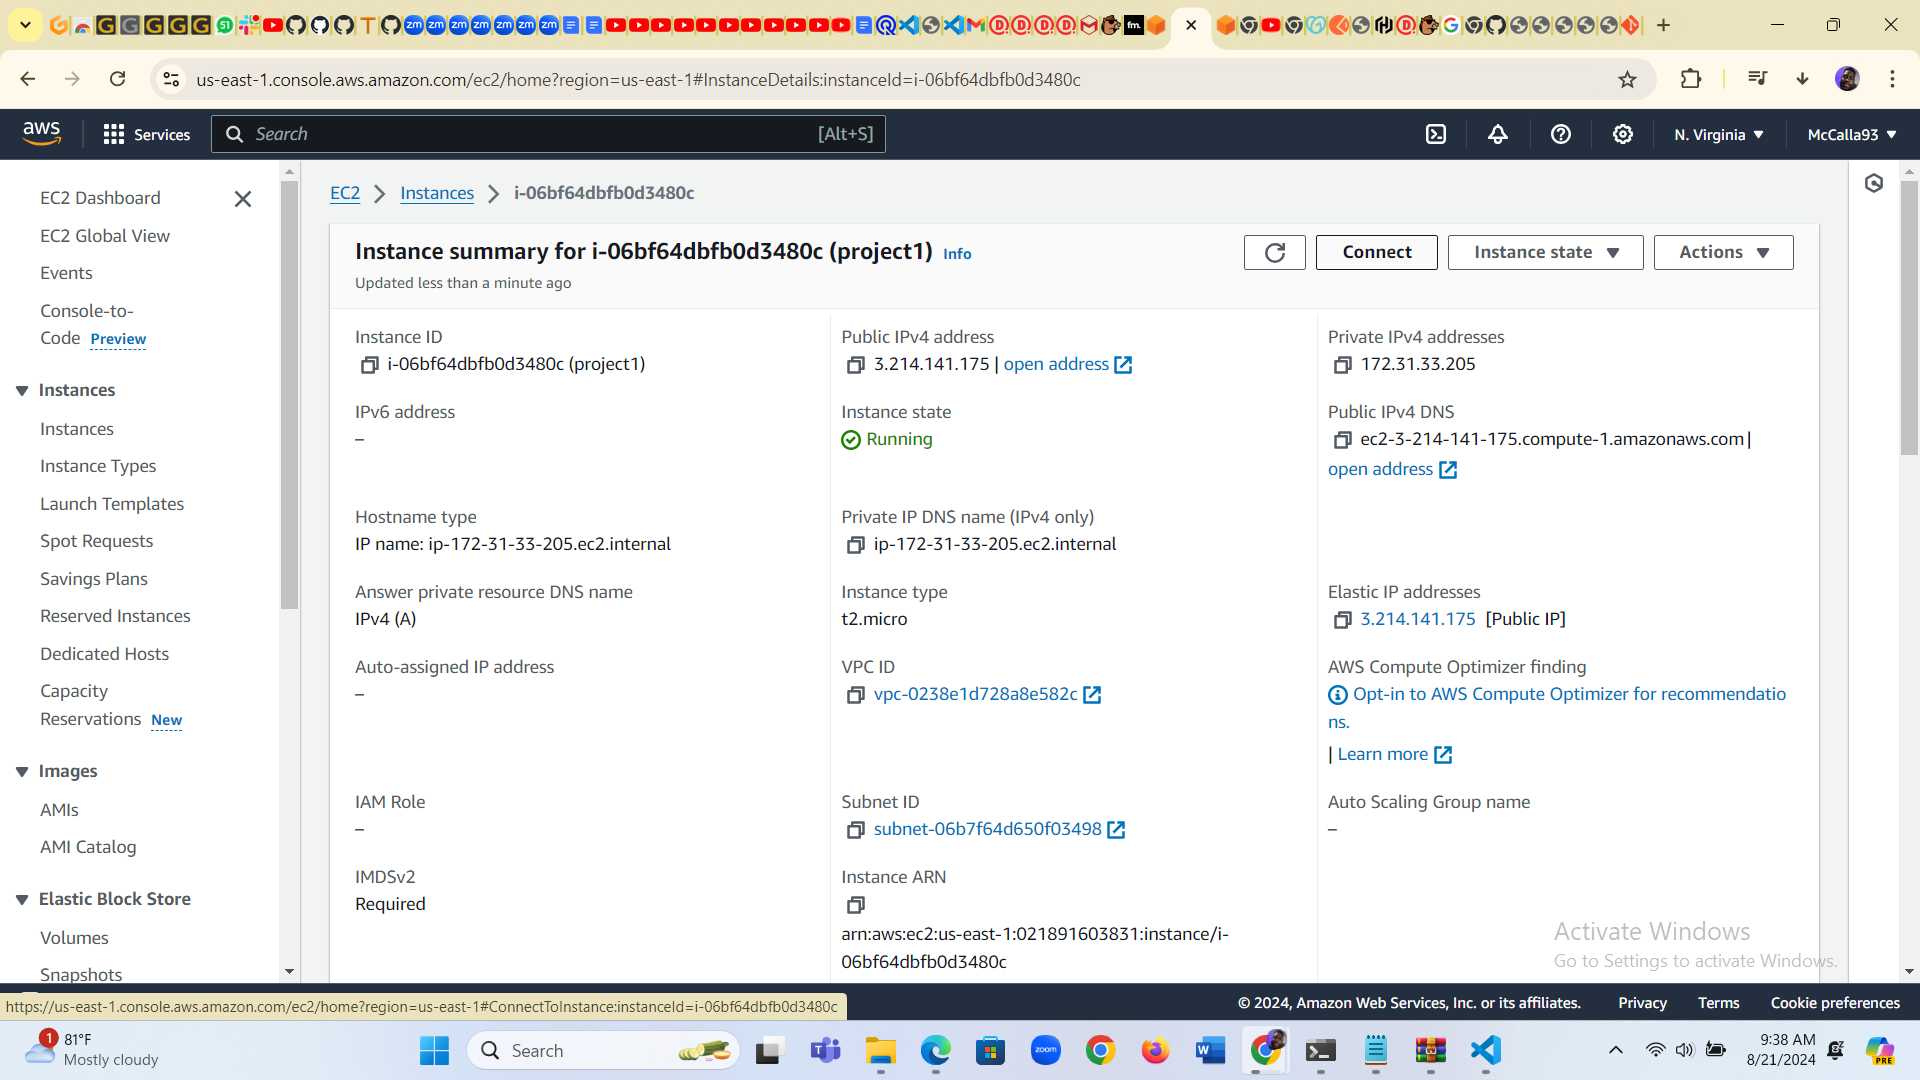 us-east-1.console.aws.amazon.com/ec2/home?region=us-east-1#InstanceDetails:instanceId=i-06bf64dbfb0d3480c
aws
Services
Search
[Alt+S]
N. Virginia
McCalla93
EC2 Dashboard
EC2 Global View
Events
Console-to-
Code Preview
Instances
Instances
Instance Types
Launch Templates
Spot Requests
Savings Plans
Reserved Instances
Dedicated Hosts
Capacity
Reservations New
Images
AMIs
AMI Catalog
Elastic Block Store
Volumes
Snapshots
EC2
Instances
i-06bf64dbfb0d3480c
Instance summary for i-06bf64dbfb0d3480c (project1) Info
Updated less than a minute ago
Connect
Instance state
Actions
Instance ID
i-06bf64dbfb0d3480c (project1)
Public IPv4 address
3.214.141.175 | open address
Private IPv4 addresses
172.31.33.205
IPv6 address
–
Instance state
Running
Public IPv4 DNS
ec2-3-214-141-175.compute-1.amazonaws.com |
open address
Hostname type
IP name: ip-172-31-33-205.ec2.internal
Private IP DNS name (IPv4 only)
ip-172-31-33-205.ec2.internal
Answer private resource DNS name
IPv4 (A)
Instance type
t2.micro
Elastic IP addresses
3.214.141.175 [Public IP]
Auto-assigned IP address
–
VPC ID
vpc-0238e1d728a8e582c
AWS Compute Optimizer finding
Opt-in to AWS Compute Optimizer for recommendatio
ns.
| Learn more
IAM Role
–
Subnet ID
subnet-06b7f64d650f03498
Auto Scaling Group name
–
IMDSv2
Required
Instance ARN
arn:aws:ec2:us-east-1:021891603831:instance/i-
06bf64dbfb0d3480c
Activate Windows
Go to Settings to activate Windows.
https://us-east-1.console.aws.amazon.com/ec2/home?region=us-east-1#ConnectToInstance:instanceId=i-06bf64dbfb0d3480c
© 2024, Amazon Web Services, Inc. or its affiliates.
Privacy
Terms
Cookie preferences
1
81°F
Mostly cloudy
Search
zoom
9:38 AM
8/21/2024
PRE